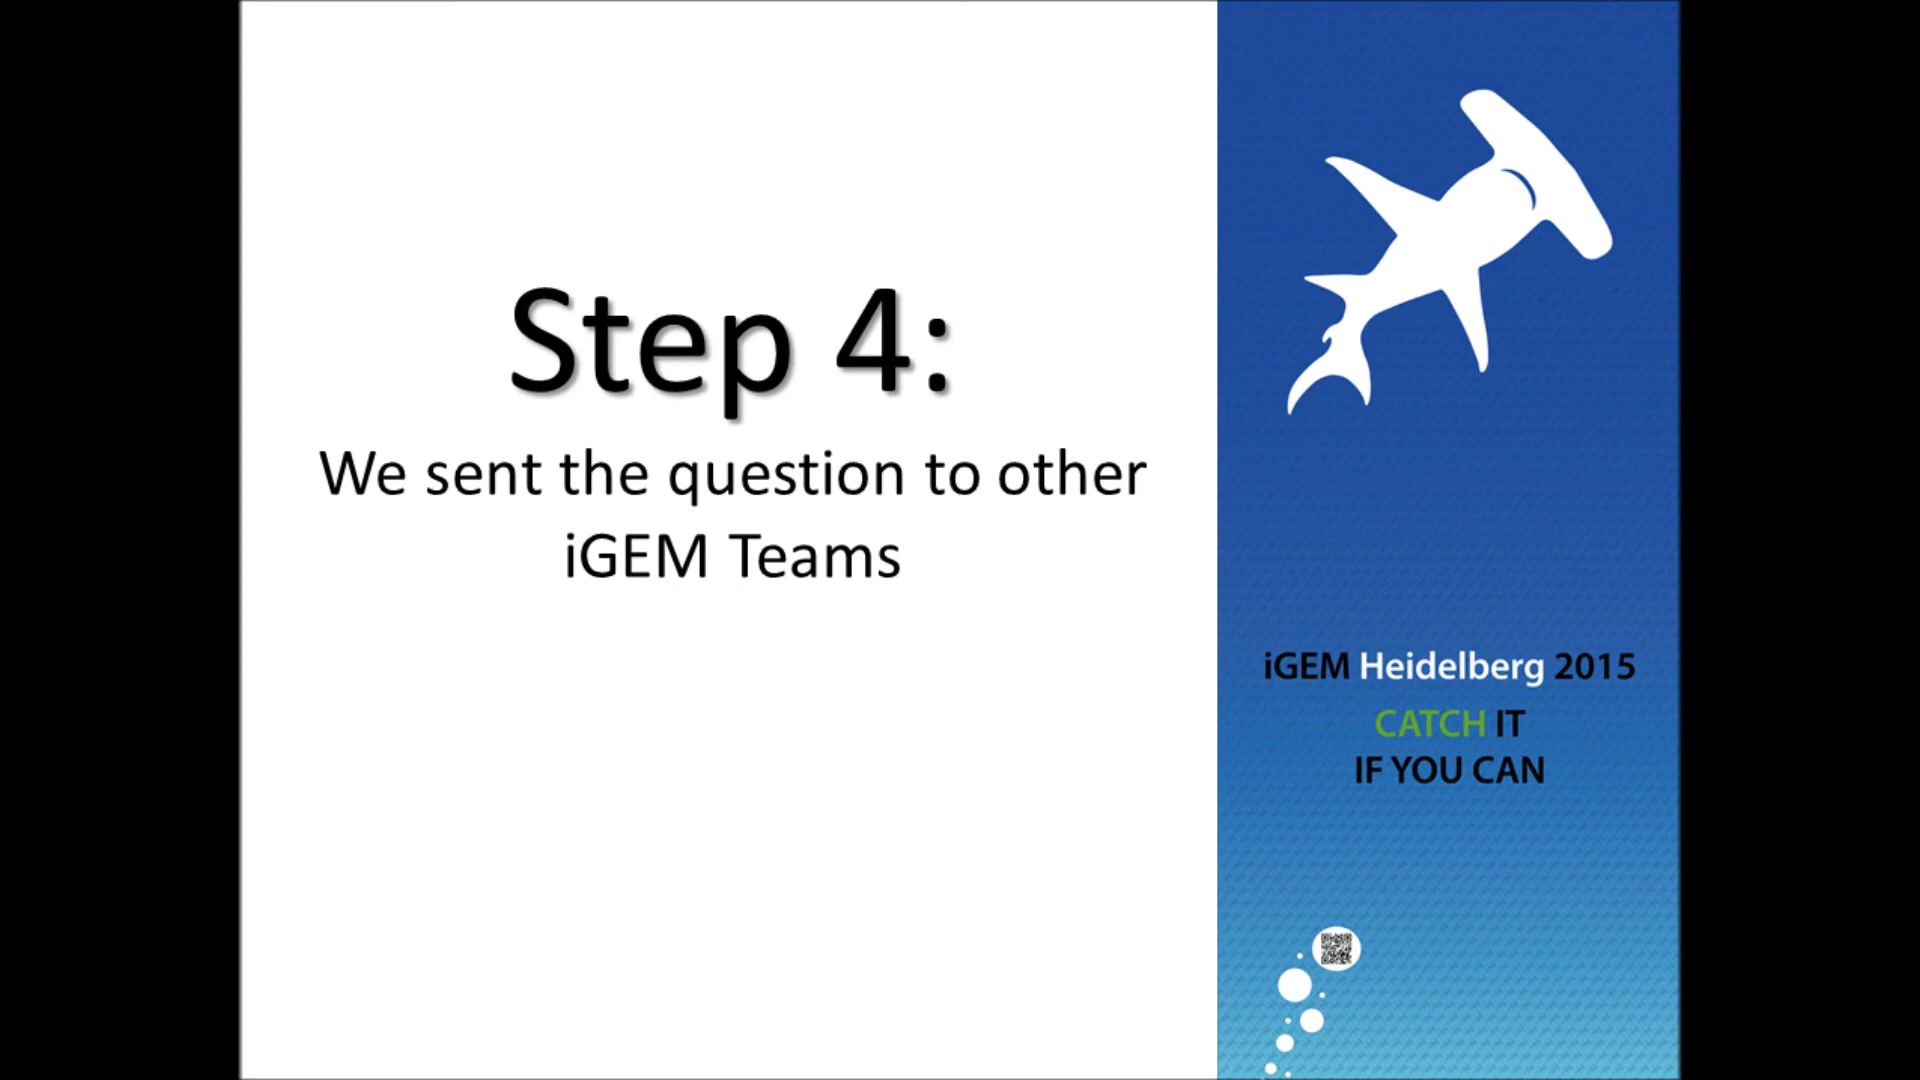 Step 4:
We sent the question to other
iGEM Teams
iGEM Heidelberg 2015
CATCH IT
IF YOU CAN